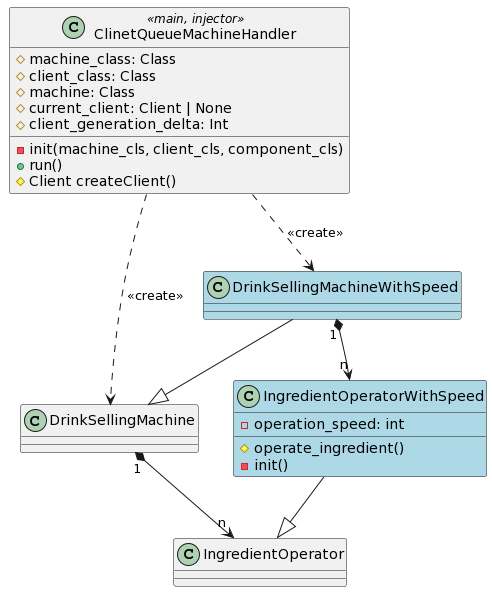 «main, injector»
C ClinetQueueMachineHandler
machine_class: Class
client_class: Class
machine: Class
current_client: Client | None
client_generation_delta: Int
init(machine_cls, client_cls, component_cls)
run()
Client createClient()
«create»
«create»
C DrinkSellingMachineWithSpeed
1
n
C IngredientOperatorWithSpeed
operation_speed: int
operate_ingredient()
init()
C DrinkSellingMachine
1
n
C IngredientOperator